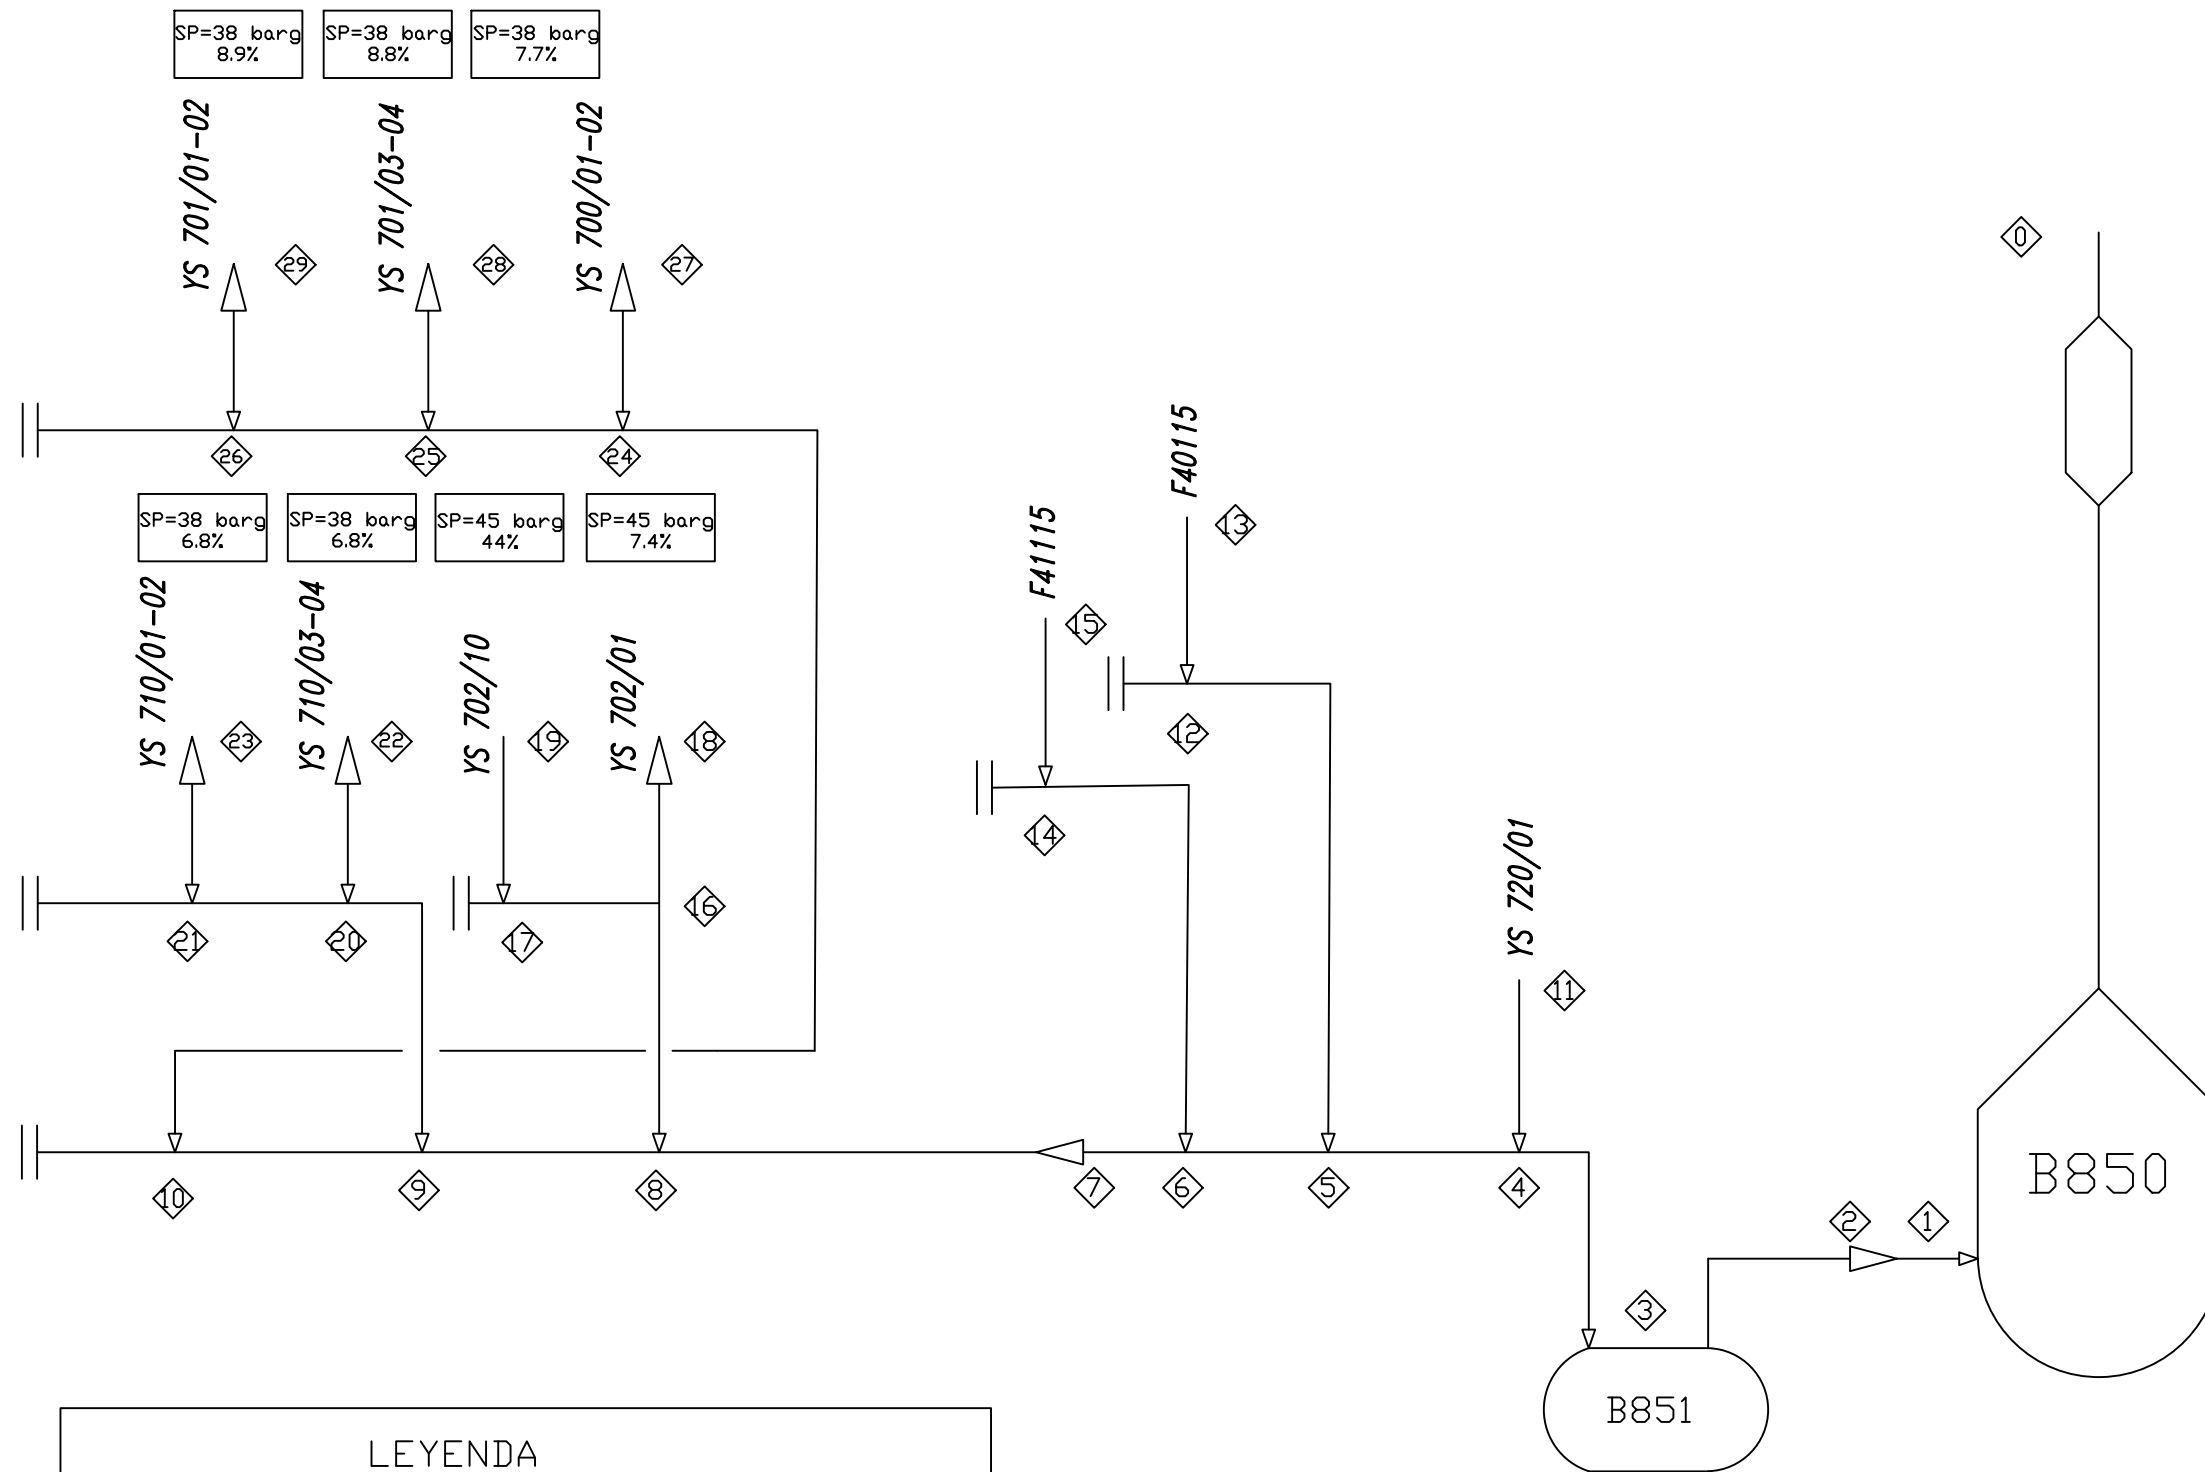 SP=38 barg
8.9%
SP=38 barg
8.8%
SP=38 barg
7.7%
YS 701/01-02
YS 701/03-04
YS 700/01-02
0
29
28
27
26
25
24
SP=38 barg
6.8%
SP=38 barg
6.8%
SP=45 barg
44%
SP=45 barg
7.4%
F40115
F41115
13
15
YS 710/01-02
YS 710/03-04
YS 702/10
YS 702/01
23
22
19
18
12
14
YS 720/01
16
21
20
17
11
B850
10
9
8
7
6
5
4
2
1
3
B851
LEYENDA